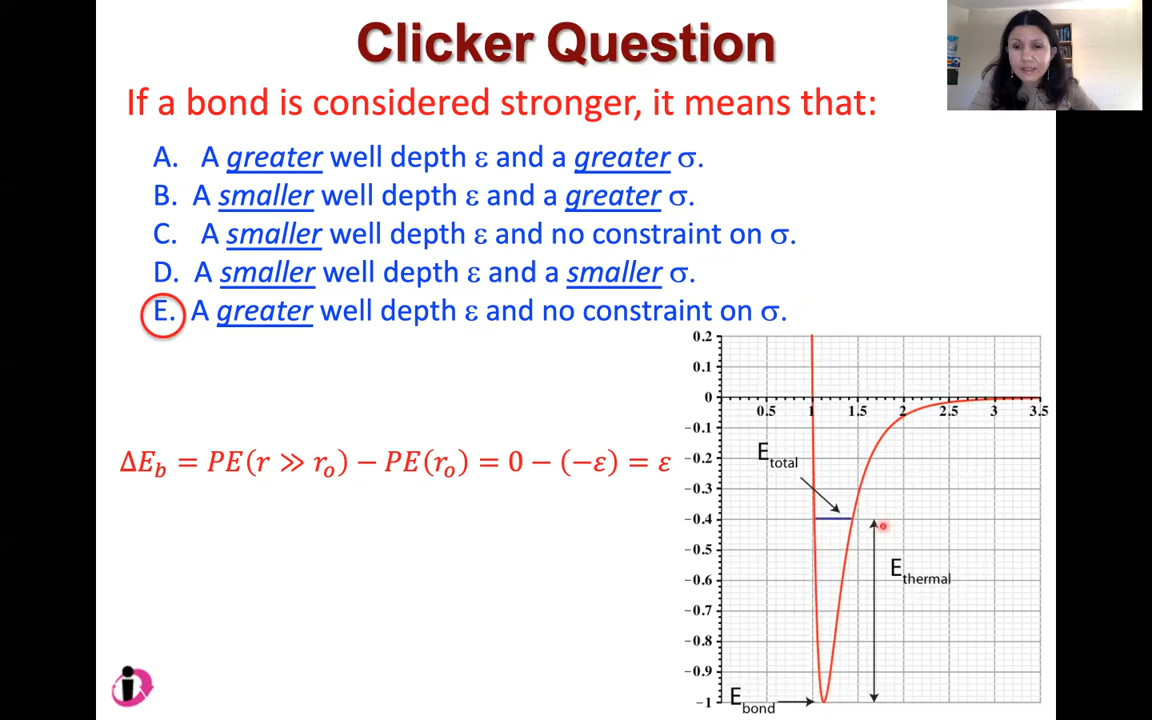 Clicker Question
If a bond is considered stronger, it means that:
A. A greater well depth ε and a greater σ.
B. A smaller well depth ε and a greater σ.
C. A smaller well depth ε and no constraint on σ.
D. A smaller well depth ε and a smaller σ.
E. A greater well depth ε and no constraint on σ.
ΔE_b = PE(r ≫ r_o) − PE(r_o) = 0 − (−ε) = ε
0.2
0.1
0
0.5 1 1.5 2 2.5 3 3.5
−0.1
−0.2
−0.3
−0.4
−0.5
−0.6
−0.7
−0.8
−0.9
−1
E_total
E_thermal
E_bond